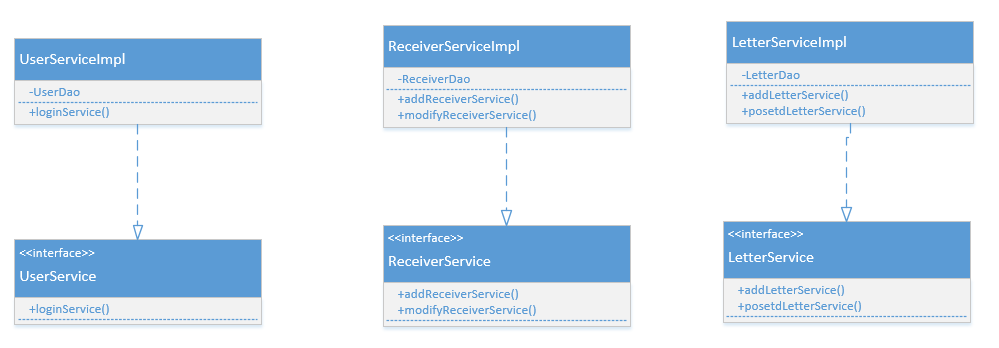 UserServiceImpl
-UserDao
+loginService()
<<interface>>
UserService
+loginService()
ReceiverServiceImpl
-ReceiverDao
+addReceiverService()
+modifyReceiverService()
<<interface>>
ReceiverService
+addReceiverService()
+modifyReceiverService()
LetterServiceImpl
-LetterDao
+addLetterService()
+posetdLetterService()
<<interface>>
LetterService
+addLetterService()
+posetdLetterService()